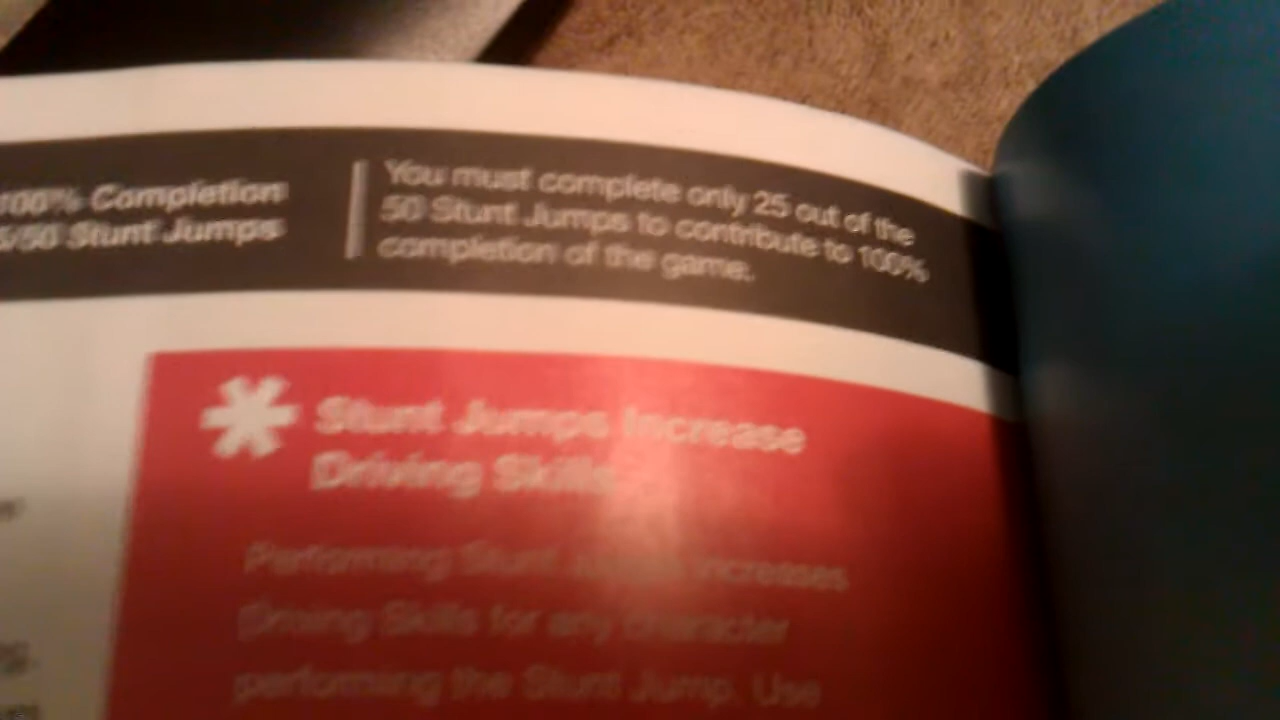 100% Completion
/50 Stunt Jumps
You must complete only 25 out of the
50 Stunt Jumps to contribute to 100%
completion of the game.
Stunt Jumps Increase
Driving Skills
Performing Stunt Jumps increases
Driving Skills for any character
performing the Stunt Jump. Use